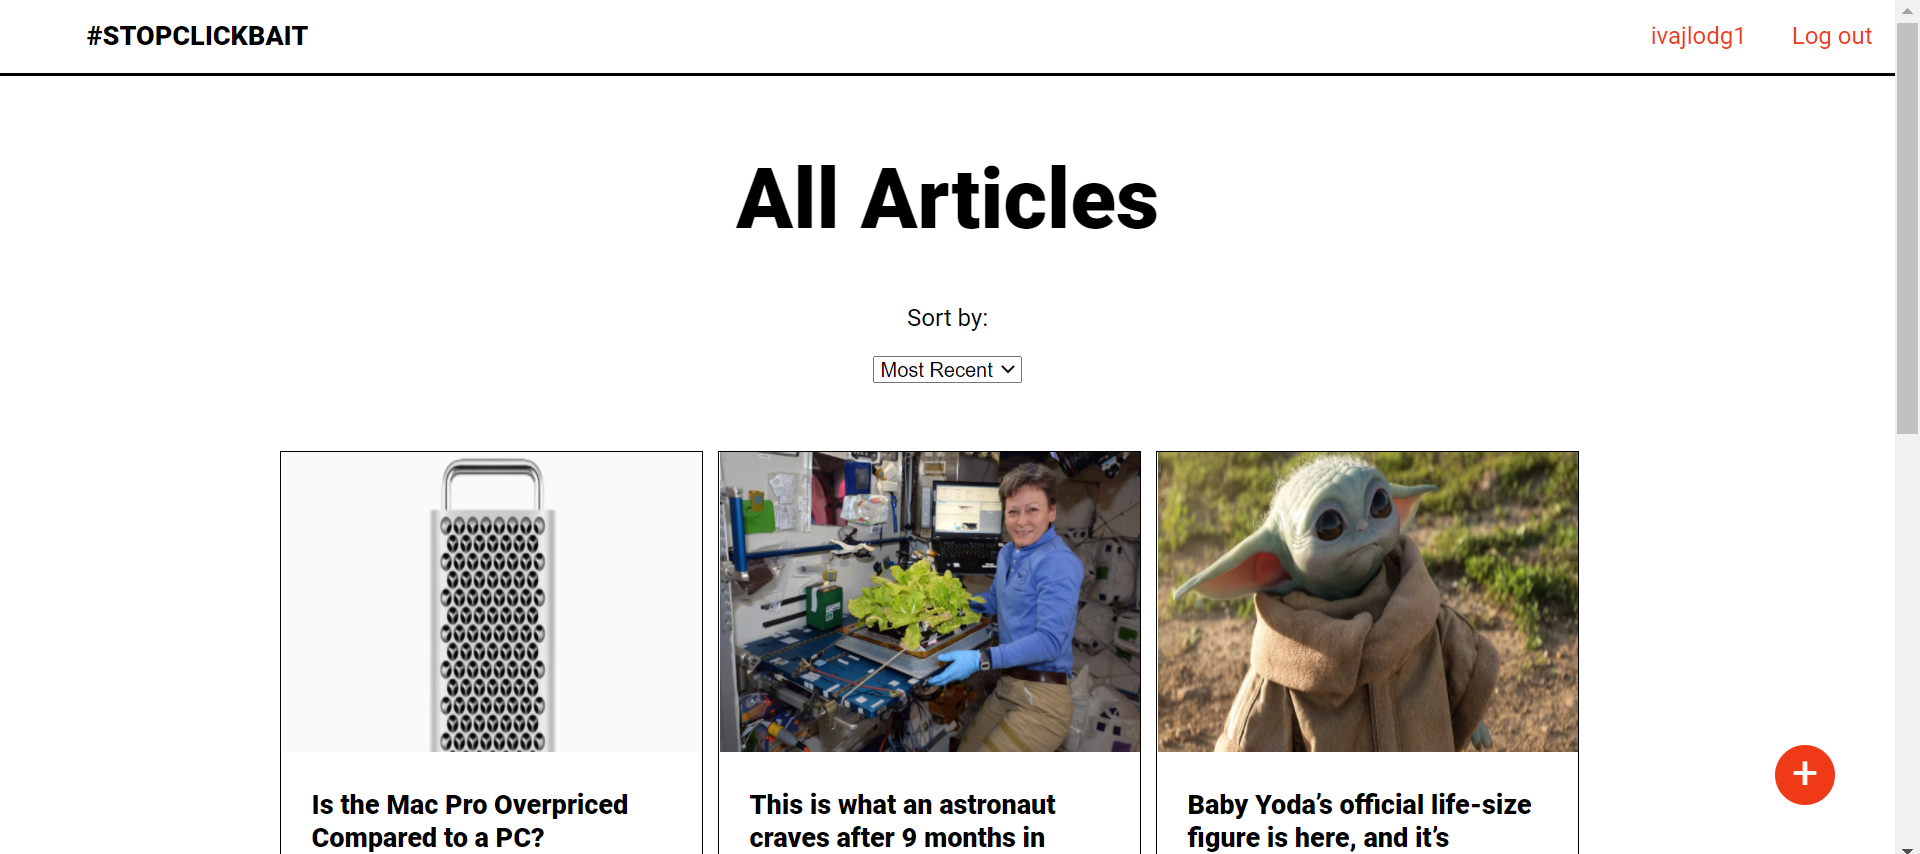 #STOPCLICKBAIT
ivajlodg1
Log out
All Articles
Sort by:
Most Recent
Is the Mac Pro Overpriced
Compared to a PC?
This is what an astronaut
craves after 9 months in
Baby Yoda’s official life-size
figure is here, and it’s
+